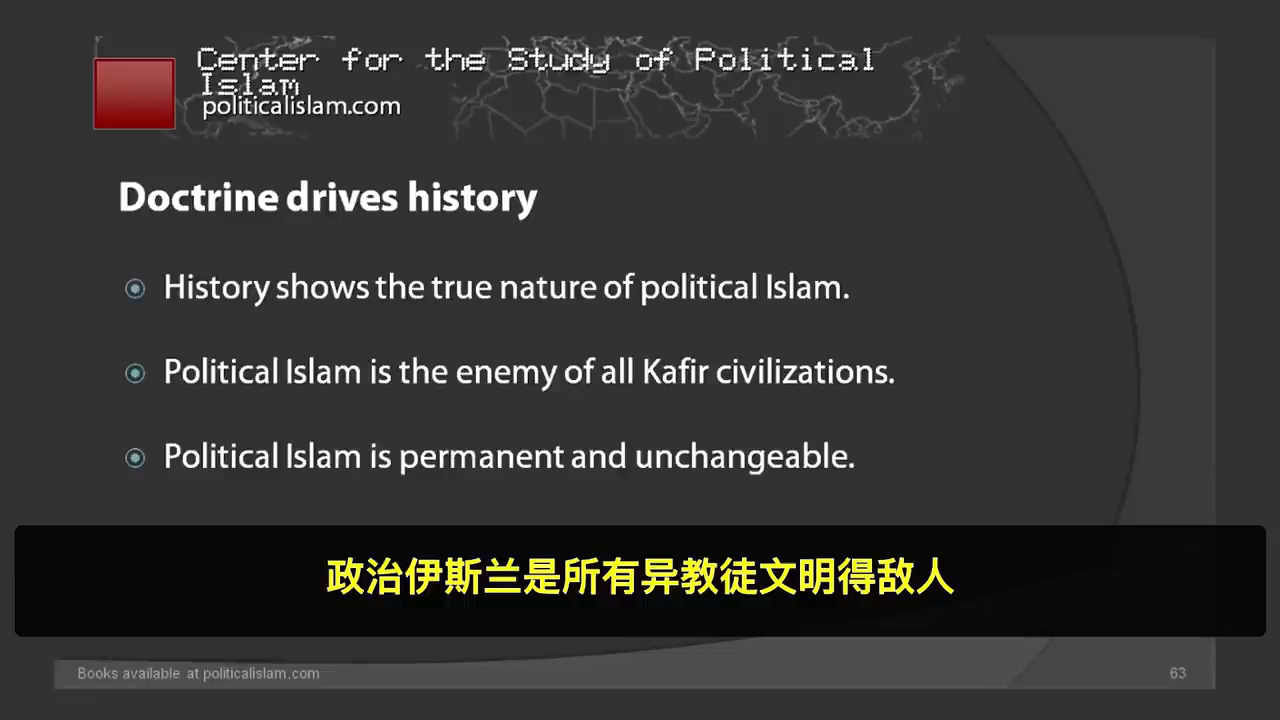 Center for the Study of Political
Islam
politicalislam.com
Doctrine drives history
History shows the true nature of political Islam.
Political Islam is the enemy of all Kafir civilizations.
Political Islam is permanent and unchangeable.
政治伊斯兰是所有异教徒文明得敌人
Books available at politicalislam.com
63